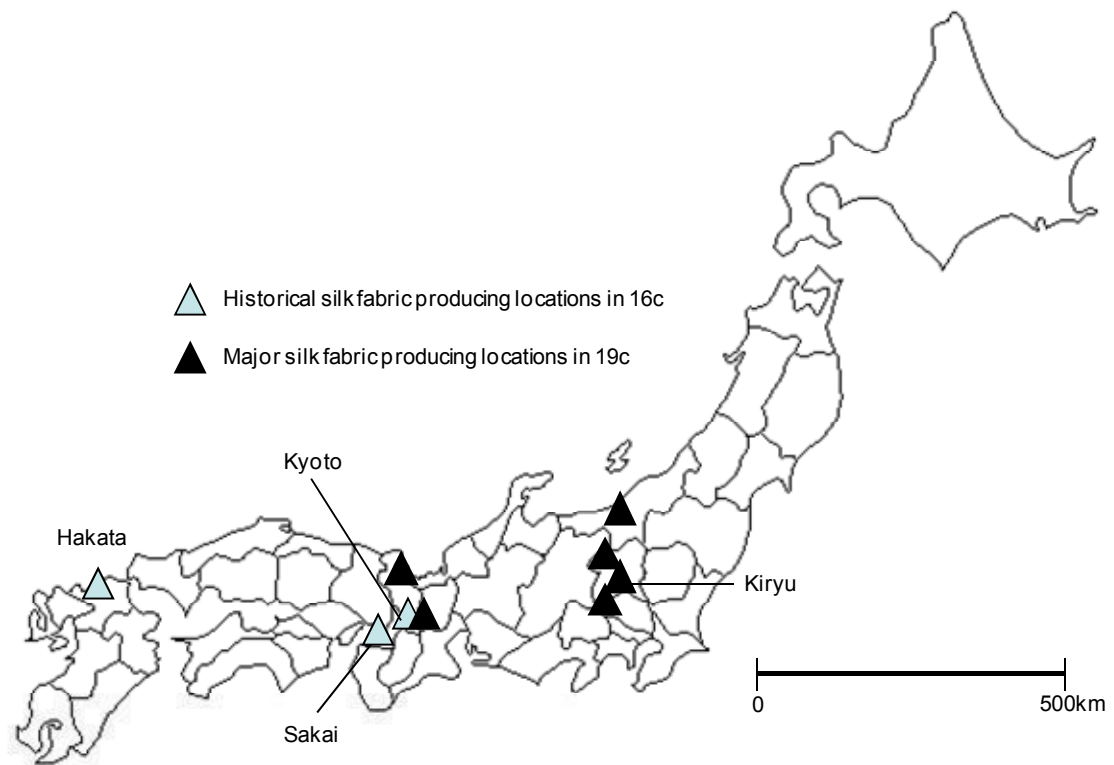 Historical silk fabric producing locations in 16c
Major silk fabric producing locations in 19c
Kyoto
Hakata
Kiryu
Sakai
0
500km